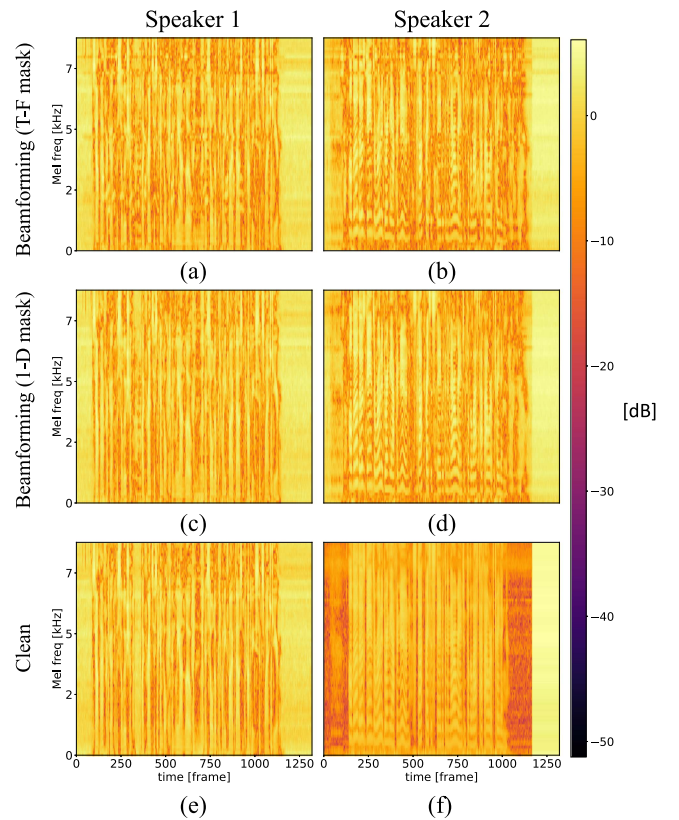 Speaker 1 Speaker 2
Beamforming (T-F mask)
Mel freq [kHz]
7
5
2
0
(a) (b)
Beamforming (1-D mask)
Mel freq [kHz]
7
5
2
0
(c) (d)
Clean
Mel freq [kHz]
7
5
2
0
0 250 500 750 1000 1250 0 250 500 750 1000 1250
time [frame] time [frame]
(e) (f)
0
−10
−20
[dB]
−30
−40
−50